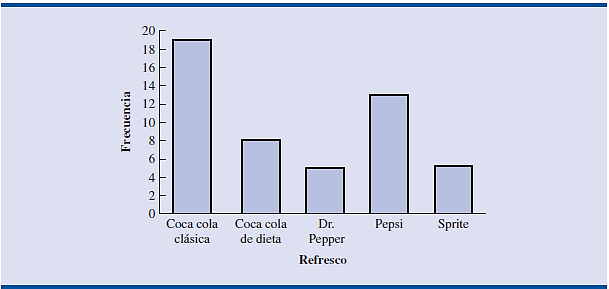 20
18
16
14
12
10
8
6
4
2
0
Frecuencia
Coca cola clásica
Coca cola de dieta
Dr. Pepper
Pepsi
Sprite
Refresco